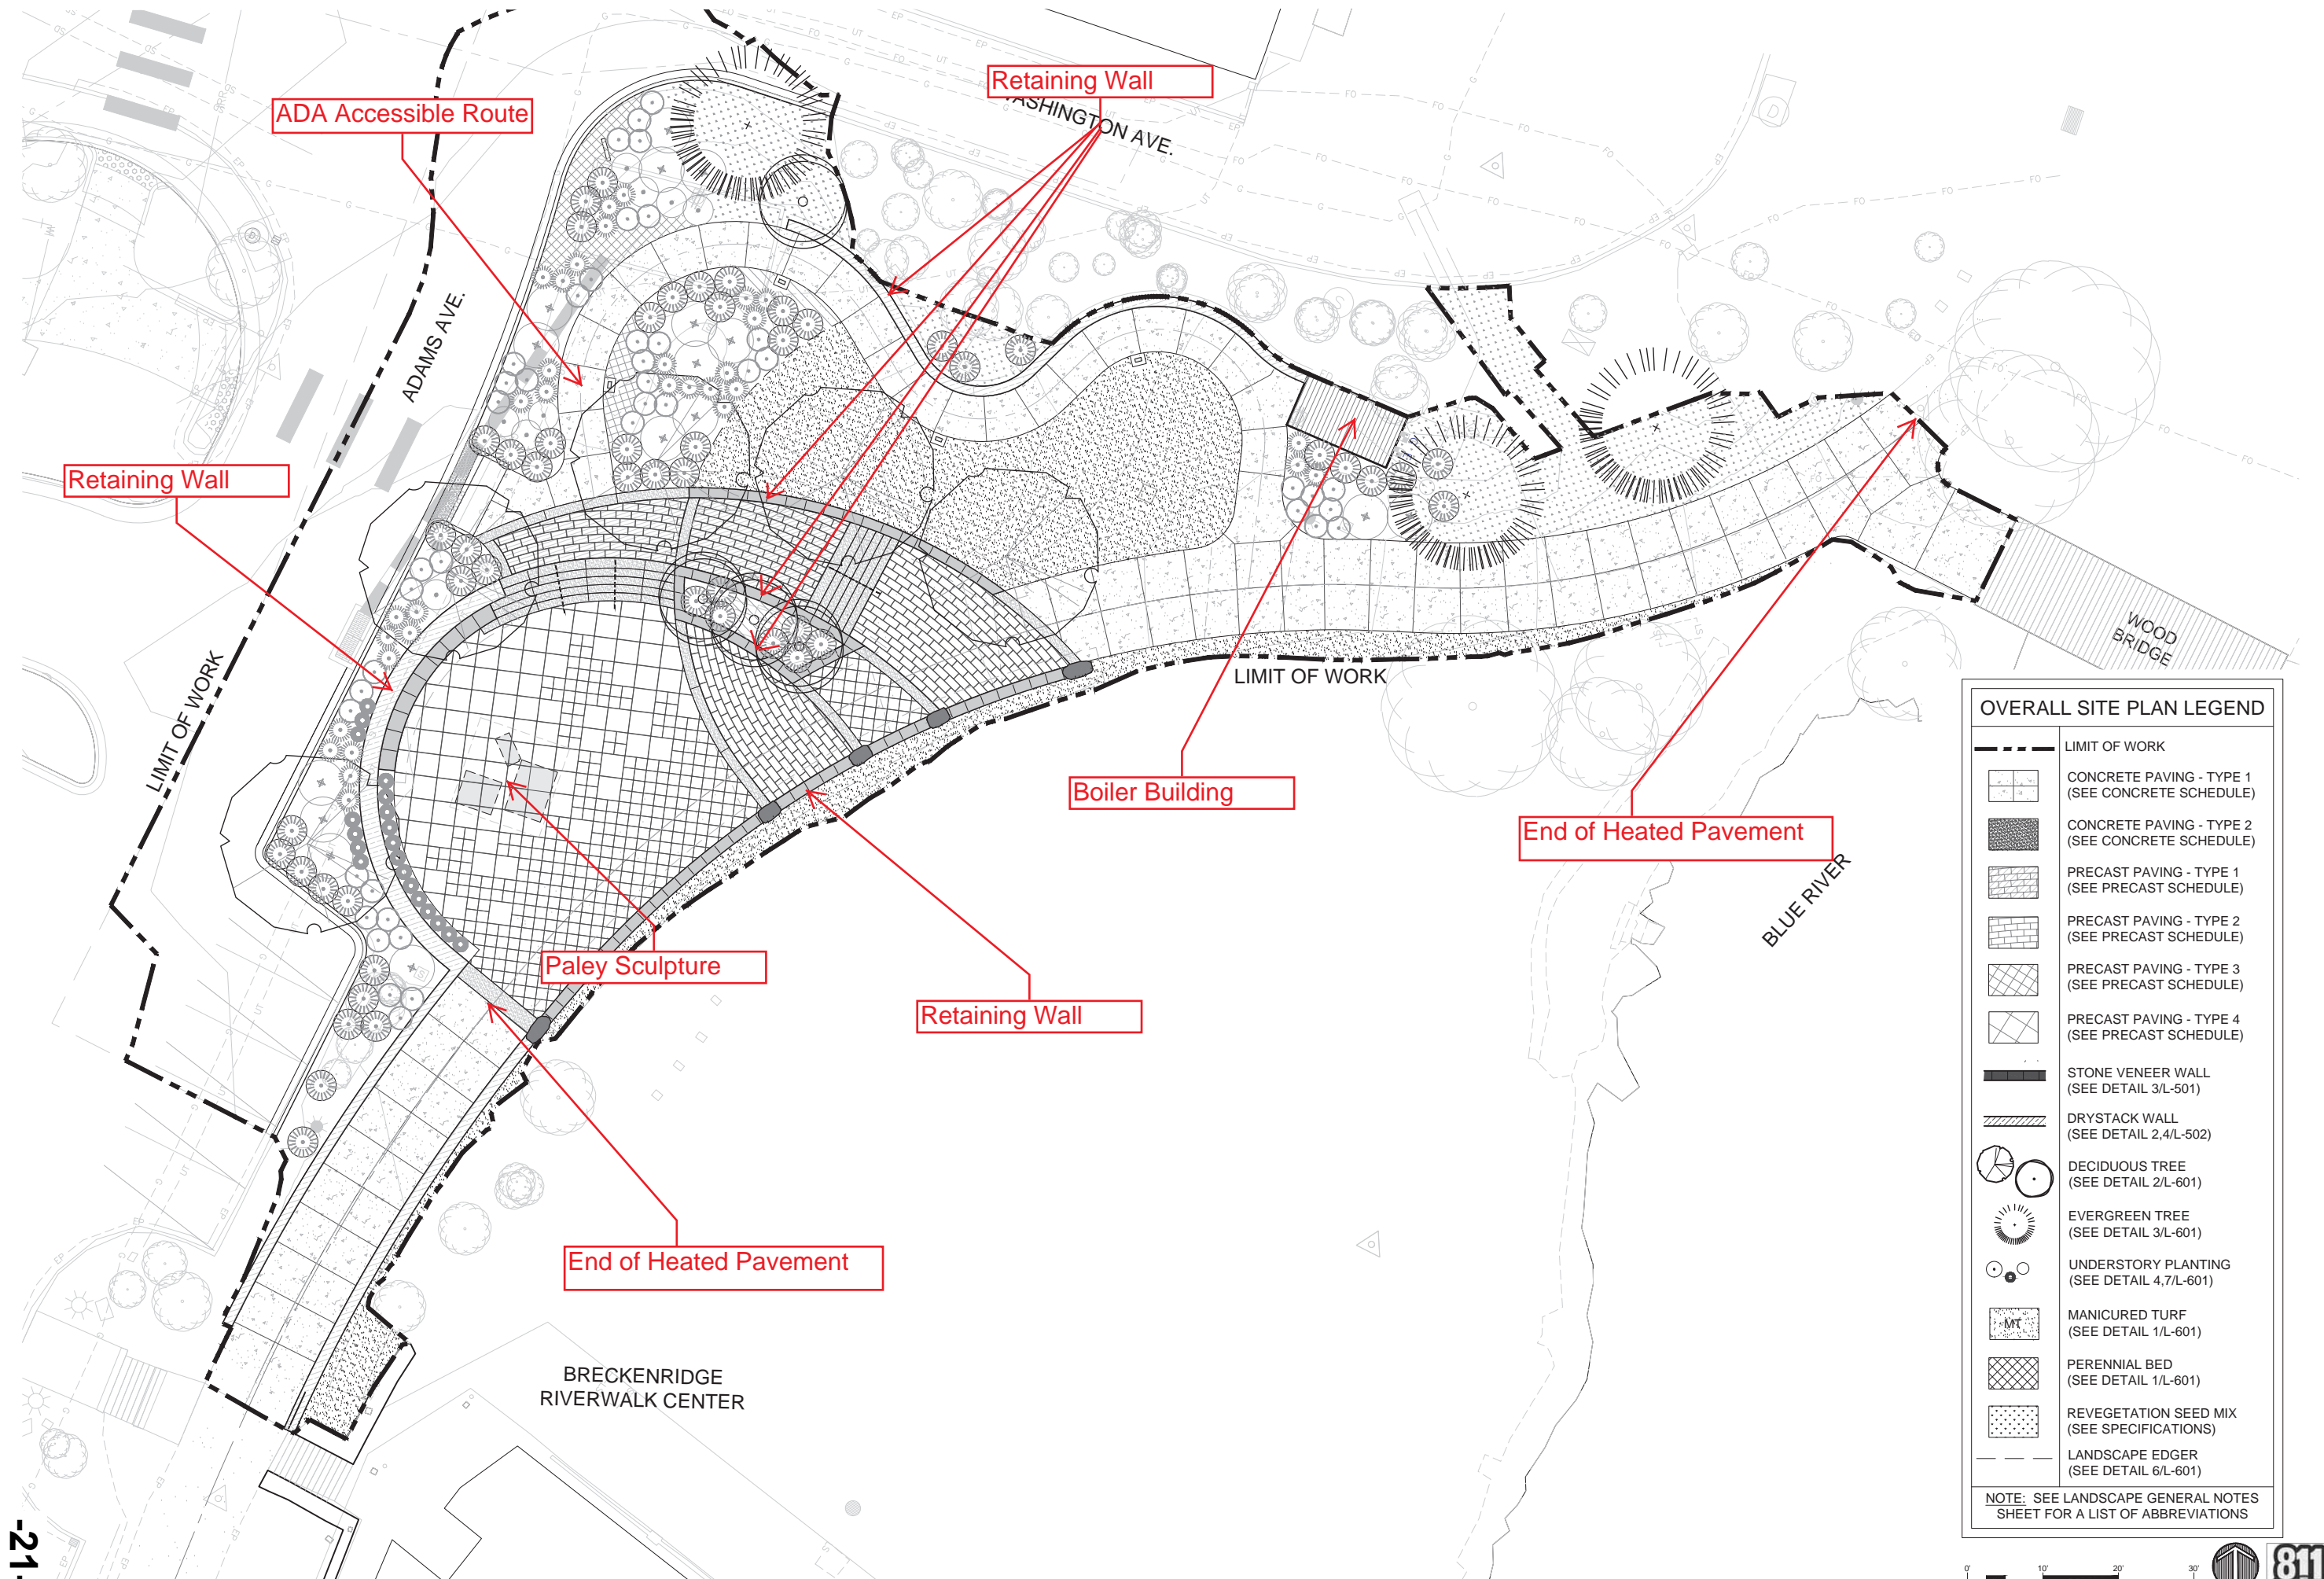 Retaining Wall
ADA Accessible Route
WASHINGTON AVE.
ADAMS AVE.
Retaining Wall
LIMIT OF WORK
LIMIT OF WORK
WOOD
BRIDGE
Boiler Building
End of Heated Pavement
BLUE RIVER
Paley Sculpture
Retaining Wall
End of Heated Pavement
BRECKENRIDGE
RIVERWALK CENTER
OVERALL SITE PLAN LEGEND
LIMIT OF WORK
CONCRETE PAVING - TYPE 1
(SEE CONCRETE SCHEDULE)
CONCRETE PAVING - TYPE 2
(SEE CONCRETE SCHEDULE)
PRECAST PAVING - TYPE 1
(SEE PRECAST SCHEDULE)
PRECAST PAVING - TYPE 2
(SEE PRECAST SCHEDULE)
PRECAST PAVING - TYPE 3
(SEE PRECAST SCHEDULE)
PRECAST PAVING - TYPE 4
(SEE PRECAST SCHEDULE)
STONE VENEER WALL
(SEE DETAIL 3/L-501)
DRYSTACK WALL
(SEE DETAIL 2,4/L-502)
DECIDUOUS TREE
(SEE DETAIL 2/L-601)
EVERGREEN TREE
(SEE DETAIL 3/L-601)
UNDERSTORY PLANTING
(SEE DETAIL 4,7/L-601)
MT
MANICURED TURF
(SEE DETAIL 1/L-601)
PERENNIAL BED
(SEE DETAIL 1/L-601)
REVEGETATION SEED MIX
(SEE SPECIFICATIONS)
LANDSCAPE EDGER
(SEE DETAIL 6/L-601)
NOTE: SEE LANDSCAPE GENERAL NOTES
SHEET FOR A LIST OF ABBREVIATIONS
0' 10' 20' 30'
811
-21-